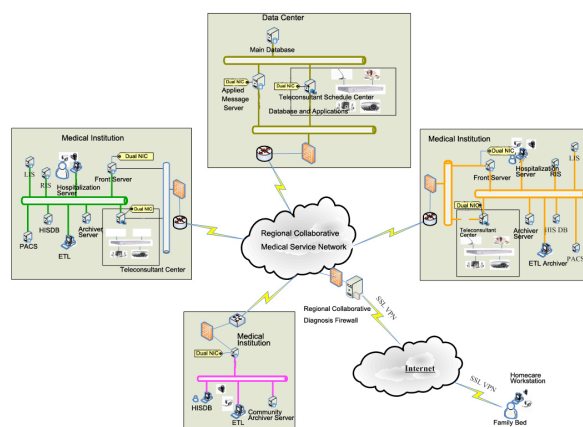 Data Center
Main Database
Dual NIC
Dual NIC
Applied
Message
Server
Teleconsultant Schedule Center
Database and Applications
Medical Institution
Dual NIC
LIS
RIS
Hospitalization
Server
Front Server
Dual NIC
PACS
HISDB
ETL
Archiver
Server
Teleconsultant Center
Regional Collaborative
Medical Service Network
Medical Institution
Dual NIC
Hospitalization
Server
LIS
RIS
Front Server
Dual NIC
Teleconsultant
Center
Archiver
Server
HIS DB
ETL Archiver
PACS
Regional Collaborative
Diagnosis Firewall
SSL VPN
Medical
Institution
Dual NIC
HISDB
ETL
Community
Archiver Server
Internet
SSL VPN
Homecare
Workstation
Family Bed